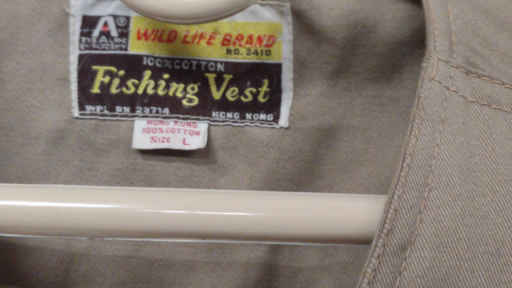 A®
WILD LIFE BRAND
NO. 2410
100%COTTON
Fishing Vest
WPL RN 23714 HONG KONG
HONG KONG
100%COTTON
SIZE L